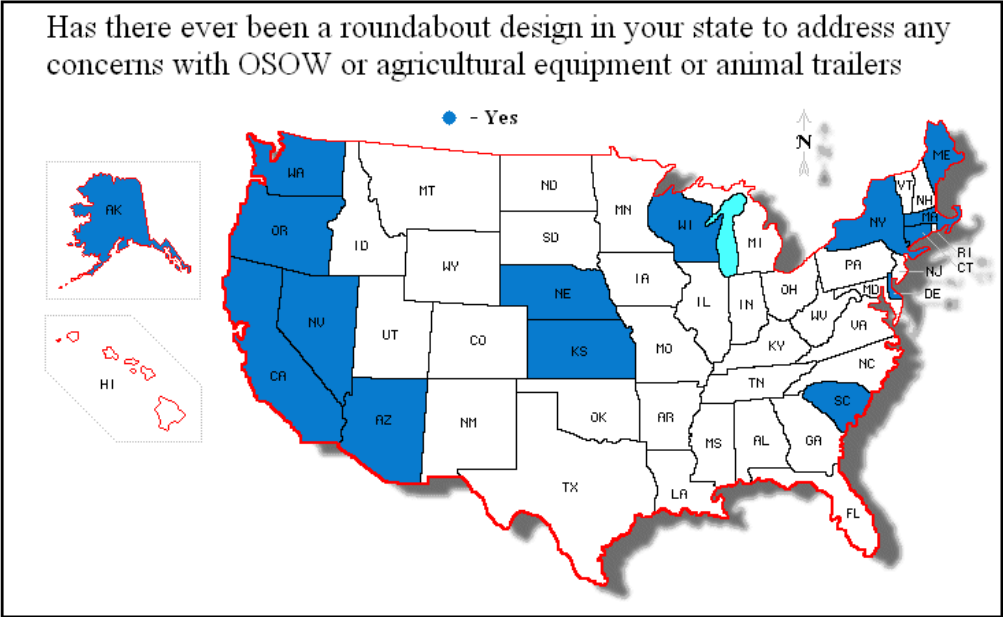 Has there ever been a roundabout design in your state to address any
concerns with OSOW or agricultural equipment or animal trailers
- Yes
N
WA
MT
ND
MN
ME
VT
NH
AK
OR
ID
SD
WI
MI
NY
MA
WY
IA
PA
RI
CT
NJ
NE
IL
IN
OH
MD
DE
NV
UT
CO
WV
VA
HI
CA
KS
MO
KY
NC
TN
AZ
NM
OK
AR
SC
MS
AL
GA
TX
LA
FL